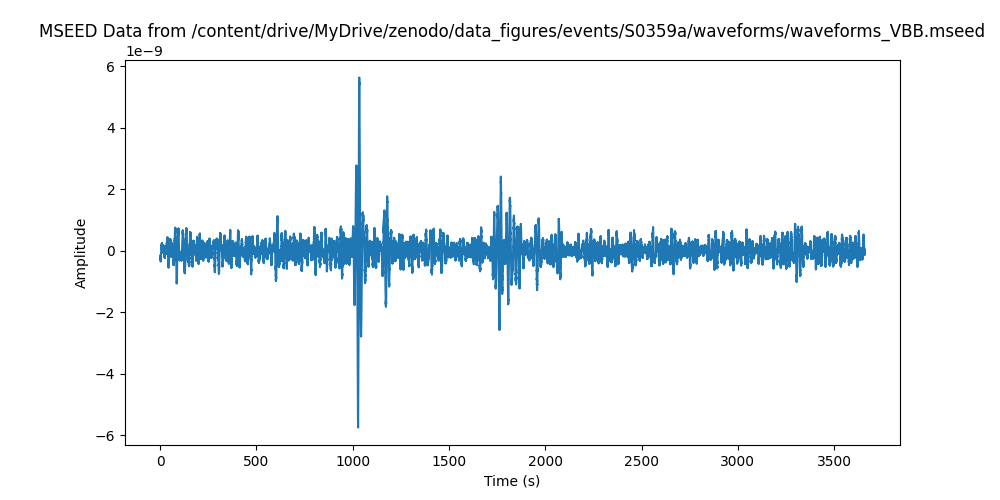 MSEED Data from /content/drive/MyDrive/zenodo/data_figures/events/S0359a/waveforms/waveforms_VBB.mseed
1e−9
6
4
2
0
−2
−4
−6
Amplitude
0 500 1000 1500 2000 2500 3000 3500
Time (s)